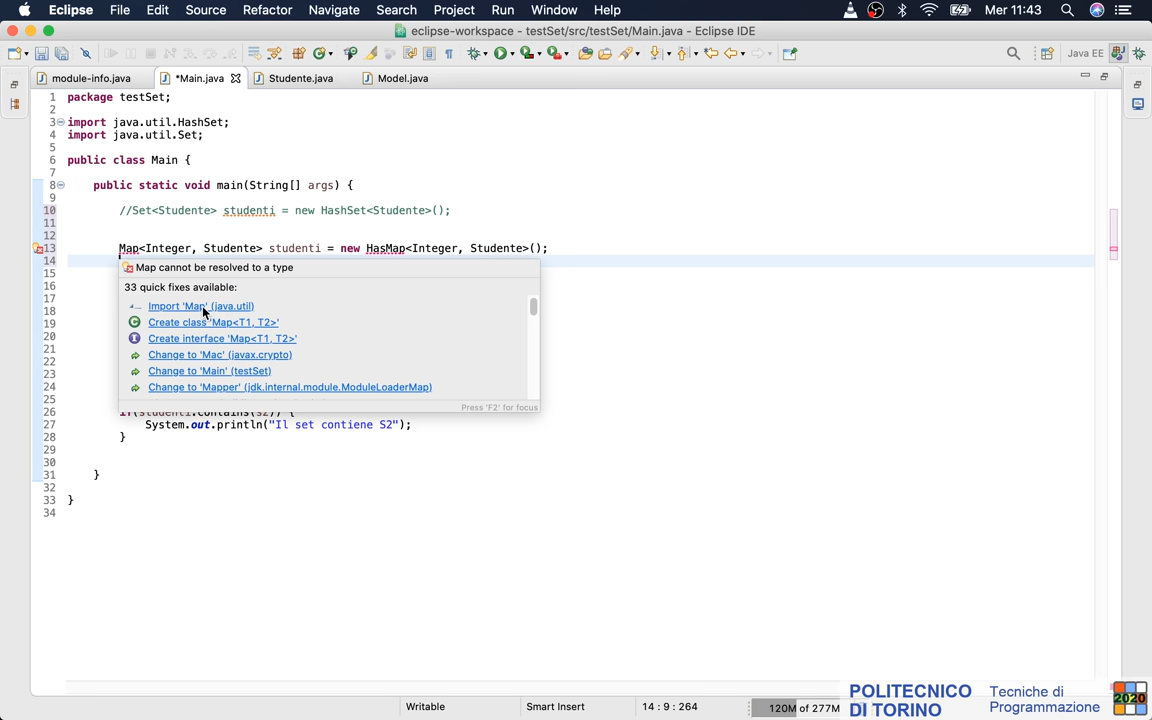 Eclipse File Edit Source Refactor Navigate Search Project Run Window Help Mer 11:43
eclipse-workspace - testSet/src/testSet/Main.java - Eclipse IDE
Java EE
module-info.java *Main.java Studente.java Model.java
1 package testSet;
2
3 import java.util.HashSet;
4 import java.util.Set;
5
6 public class Main {
7
8 public static void main(String[] args) {
9
10 //Set<Studente> studenti = new HashSet<Studente>();
11
12
13 Map<Integer, Studente> studenti = new HasMap<Integer, Studente>();
14
Map cannot be resolved to a type
15
33 quick fixes available:
16
17
Import 'Map' (java.util)
18
Create class 'Map<T1, T2>'
19
20
Create interface 'Map<T1, T2>'
21
Change to 'Mac' (javax.crypto)
22
Change to 'Main' (testSet)
23
24
Change to 'Mapper' (jdk.internal.module.ModuleLoaderMap)
25
Press 'F2' for focus
26 if(studenti.contains(s2)) {
27 System.out.println("Il set contiene S2");
28 }
29
30
31 }
32
33 }
34
Writable Smart Insert 14 : 9 : 264 120M of 277M
POLITECNICO DI TORINO
Tecniche di Programmazione
2020